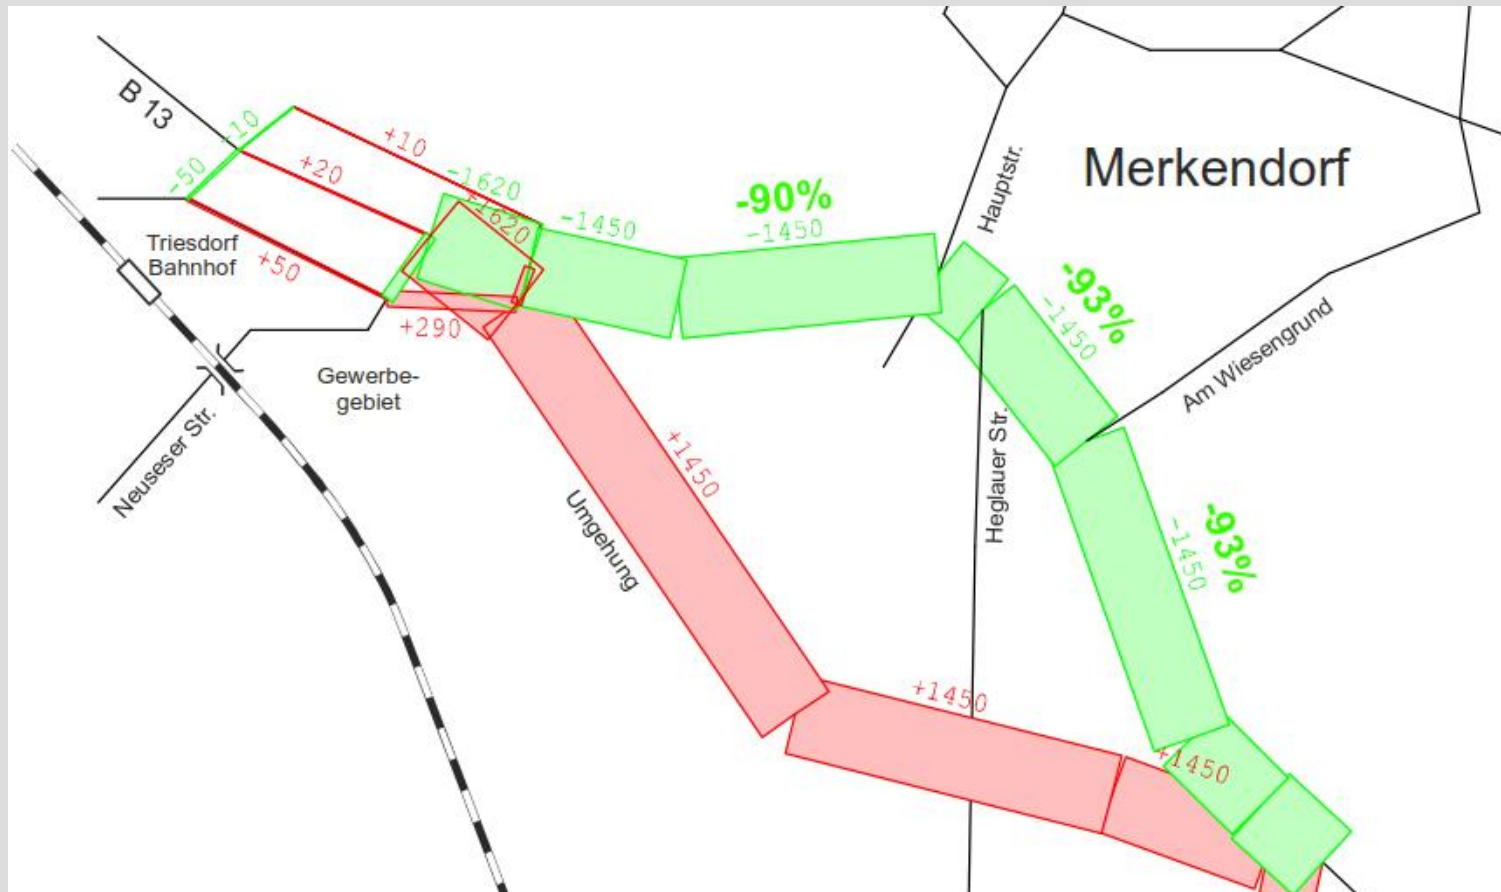 B 13
-10
-50
+10
+20
+50
-1620
+1620
-1450
-90%
-1450
Hauptstr.
Merkendorf
Triesdorf
Bahnhof
+290
Gewerbe-
gebiet
Neuseser Str.
-93%
-1450
Am Wiesengrund
Heglauer Str.
+1450
Umgehung
-93%
-1450
+1450
+1450